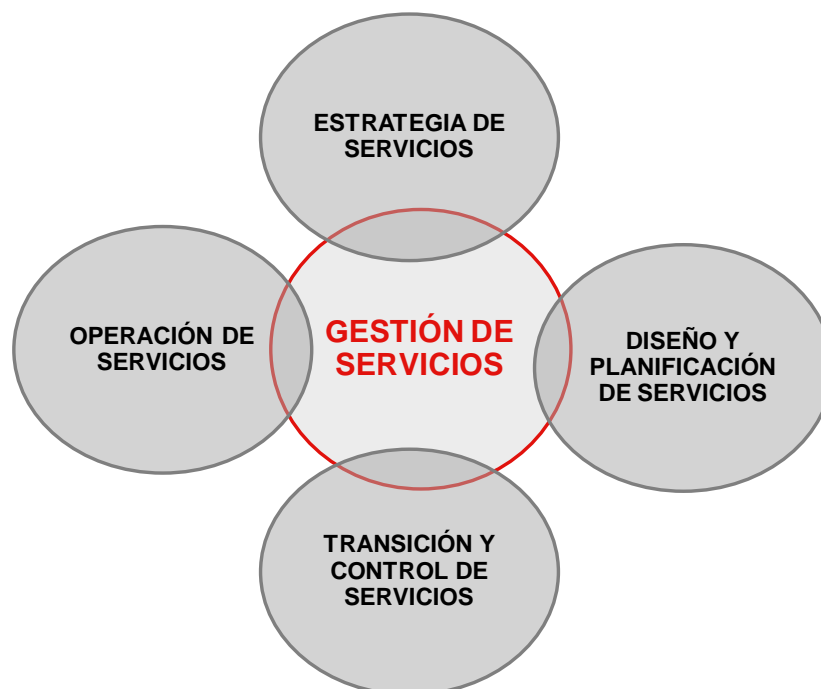 ESTRATEGIA DE
SERVICIOS
OPERACIÓN DE
SERVICIOS
GESTIÓN DE
SERVICIOS
DISEÑO Y
PLANIFICACIÓN
DE SERVICIOS
TRANSICIÓN Y
CONTROL DE
SERVICIOS